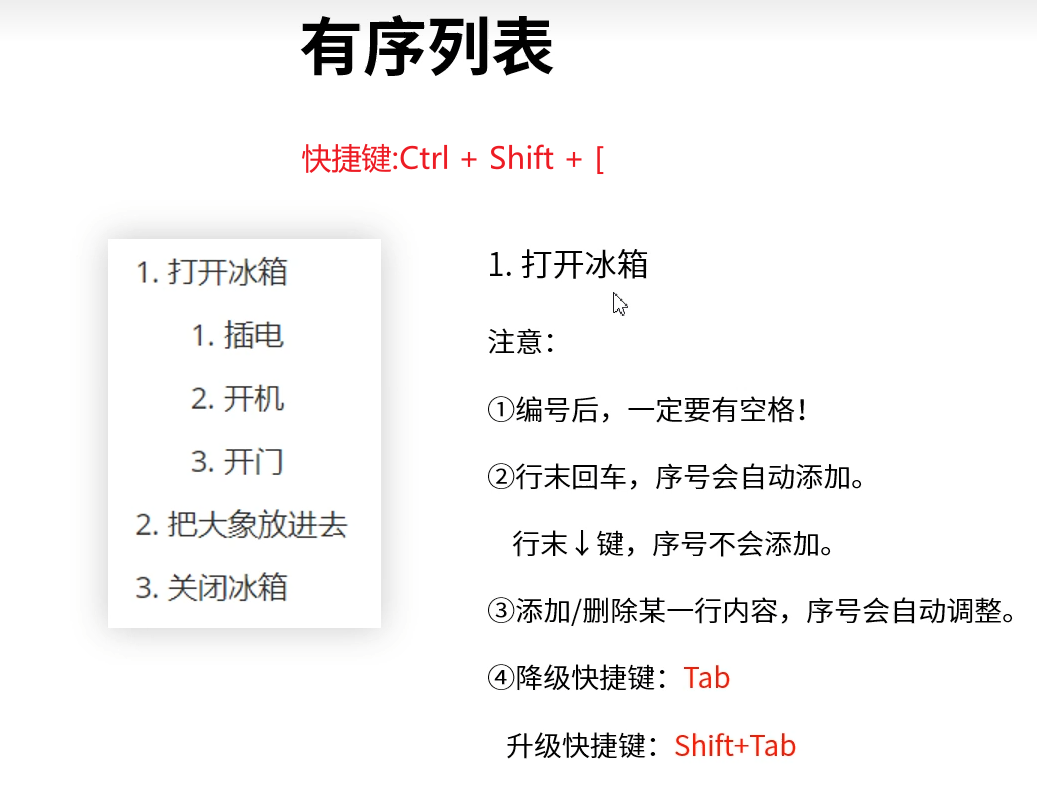 有序列表
快捷键:Ctrl + Shift + [
1. 打开冰箱
1. 插电
2. 开机
3. 开门
2. 把大象放进去
3. 关闭冰箱
1. 打开冰箱
注意：
①编号后，一定要有空格！
②行末回车，序号会自动添加。
行末↓键，序号不会添加。
③添加/删除某一行内容，序号会自动调整。
④降级快捷键：Tab
升级快捷键：Shift+Tab